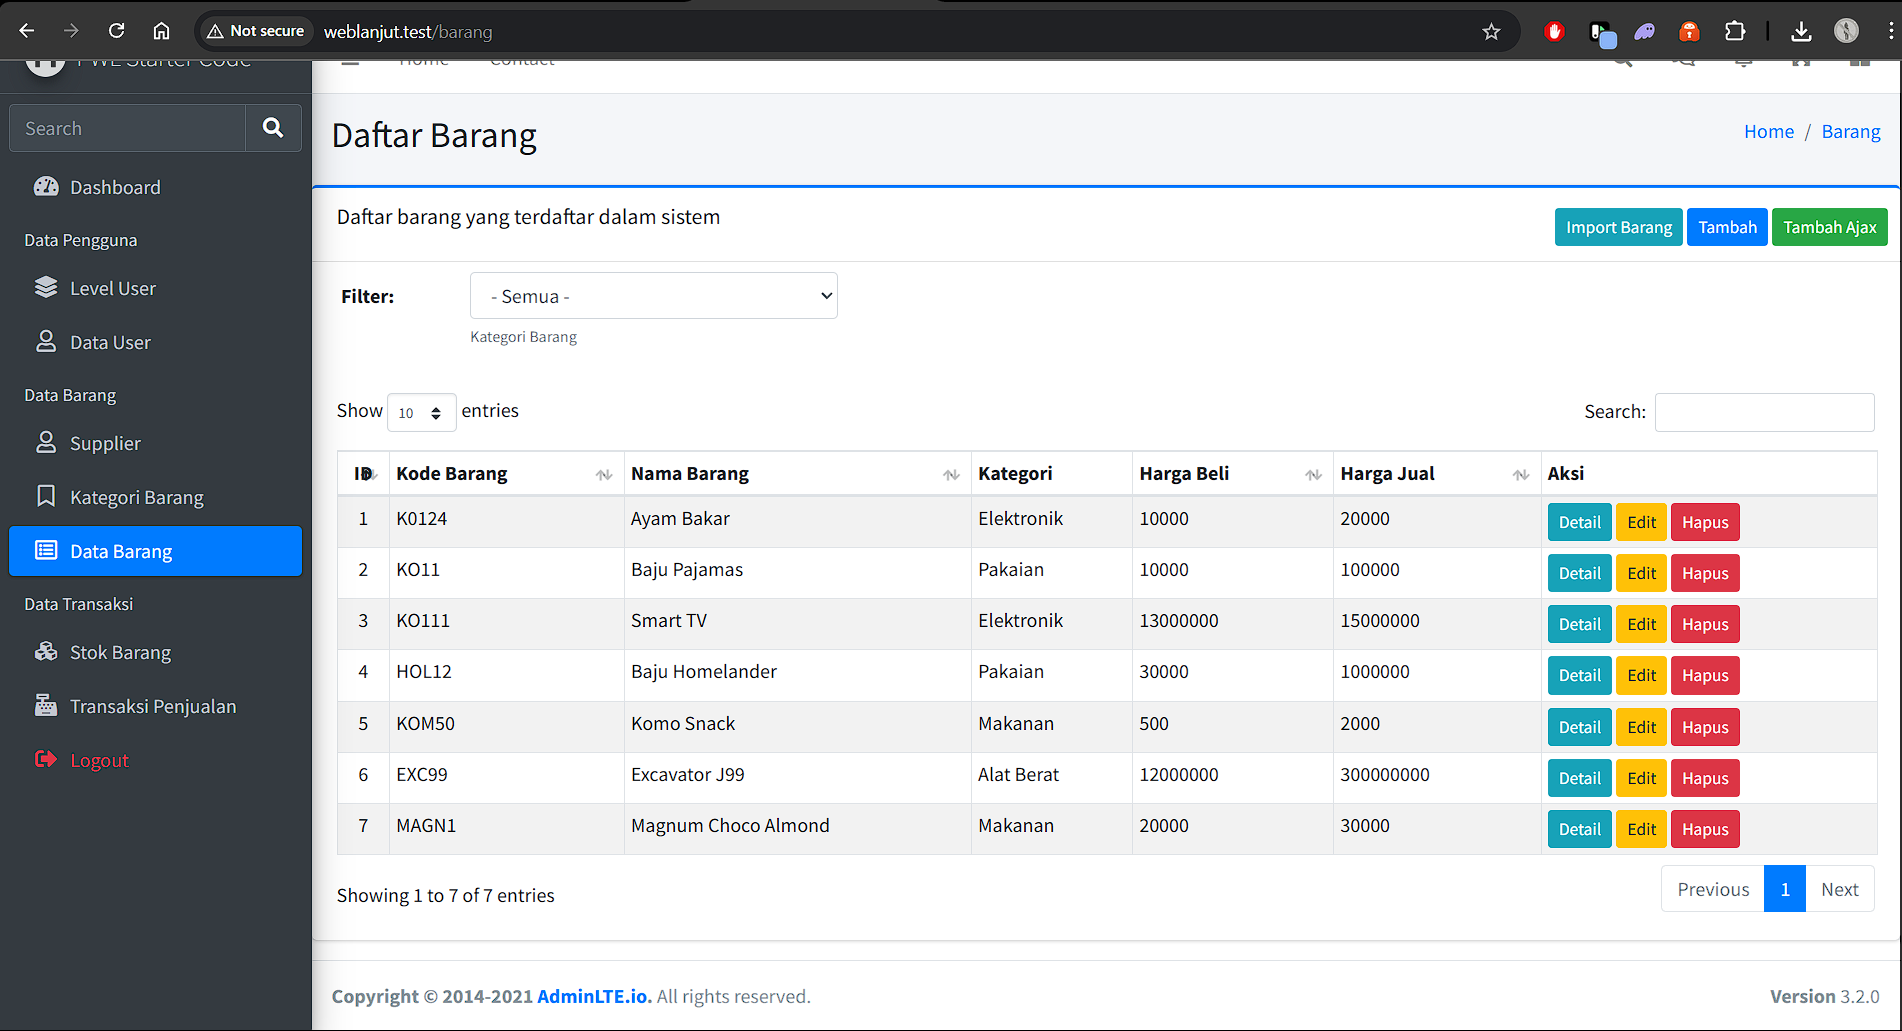 Not secure weblanjut.test/barang
PWL Starter Code
Home Contact
Search
Dashboard
Data Pengguna
Level User
Data User
Data Barang
Supplier
Kategori Barang
Data Barang
Data Transaksi
Stok Barang
Transaksi Penjualan
Logout
Daftar Barang
Home / Barang
Daftar barang yang terdaftar dalam sistem
Import Barang Tambah Tambah Ajax
Filter: - Semua -
Kategori Barang
Show 10 entries Search:
ID Kode Barang Nama Barang Kategori Harga Beli Harga Jual Aksi
1 K0124 Ayam Bakar Elektronik 10000 20000 Detail Edit Hapus
2 KO11 Baju Pajamas Pakaian 10000 100000 Detail Edit Hapus
3 KO111 Smart TV Elektronik 13000000 15000000 Detail Edit Hapus
4 HOL12 Baju Homelander Pakaian 30000 1000000 Detail Edit Hapus
5 KOM50 Komo Snack Makanan 500 2000 Detail Edit Hapus
6 EXC99 Excavator J99 Alat Berat 12000000 300000000 Detail Edit Hapus
7 MAGN1 Magnum Choco Almond Makanan 20000 30000 Detail Edit Hapus
Showing 1 to 7 of 7 entries
Previous 1 Next
Copyright © 2014-2021 AdminLTE.io. All rights reserved.
Version 3.2.0